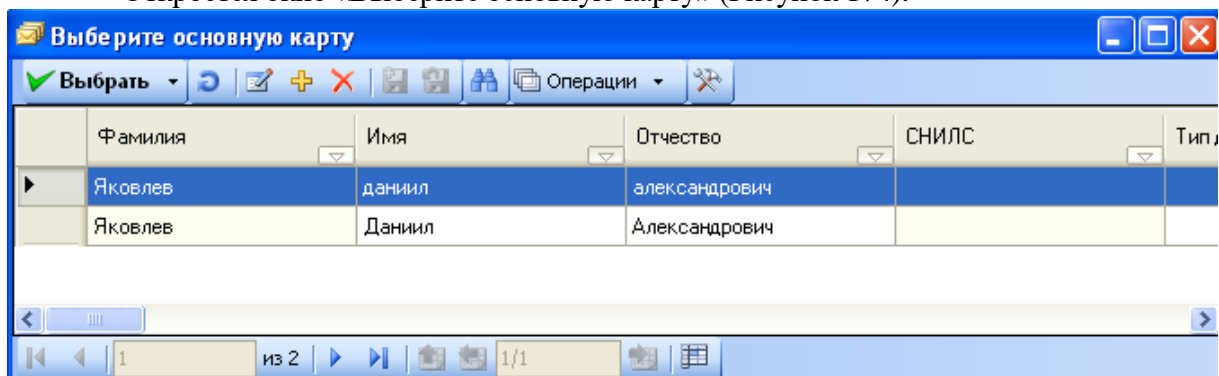 Выберите основную карту
Выбрать Операции
Фамилия Имя Отчество СНИЛС Тип
Яковлев даниил александрович
Яковлев Даниил Александрович
1 из 2 1/1